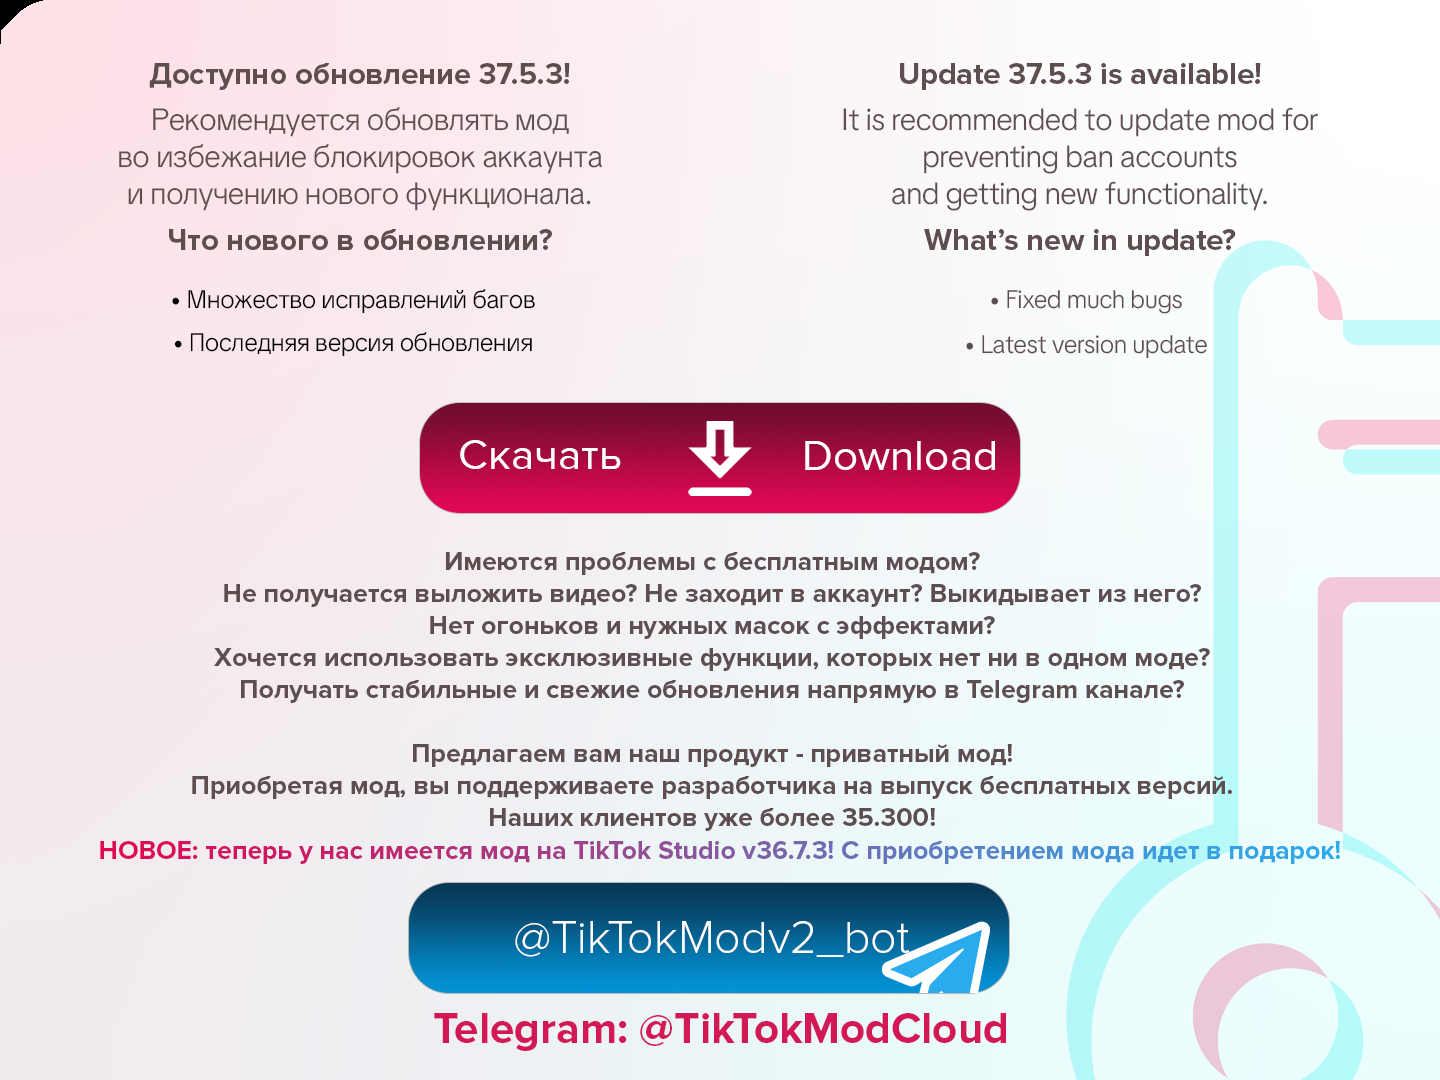 Доступно обновление 37.5.3!
Рекомендуется обновлять мод
во избежание блокировок аккаунта
и получению нового функционала.
Что нового в обновлении?
• Множество исправлений багов
• Последняя версия обновления
Update 37.5.3 is available!
It is recommended to update mod for
preventing ban accounts
and getting new functionality.
What's new in update?
• Fixed much bugs
• Latest version update
Скачать Download
Имеются проблемы с бесплатным модом?
Не получается выложить видео? Не заходит в аккаунт? Выкидывает из него?
Нет огоньков и нужных масок с эффектами?
Хочется использовать эксклюзивные функции, которых нет ни в одном моде?
Получать стабильные и свежие обновления напрямую в Telegram канале?
Предлагаем вам наш продукт - приватный мод!
Приобретая мод, вы поддерживаете разработчика на выпуск бесплатных версий.
Наших клиентов уже более 35.300!
НОВОЕ: теперь у нас имеется мод на TikTok Studio v36.7.3! С приобретением мода идет в подарок!
@TikTokModv2_bot
Telegram: @TikTokModCloud